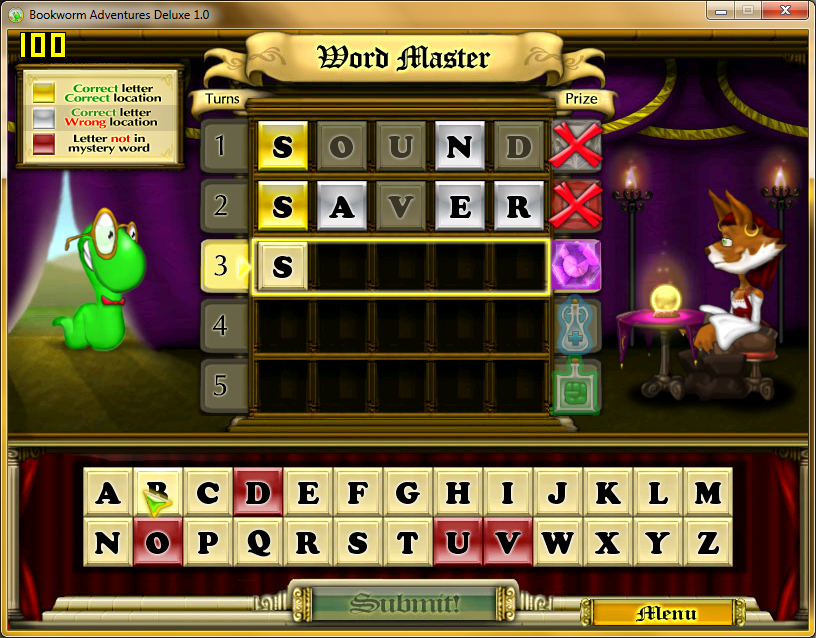 Bookworm Adventures Deluxe 1.0
100
Word Master
Correct letter
Correct location
Correct letter
Wrong location
Letter not in
mystery word
Turns
Prize
1 S O U N D
2 S A V E R
3 S
4
5
A B C D E F G H I J K L M
N O P Q R S T U V W X Y Z
Submit!
Menu